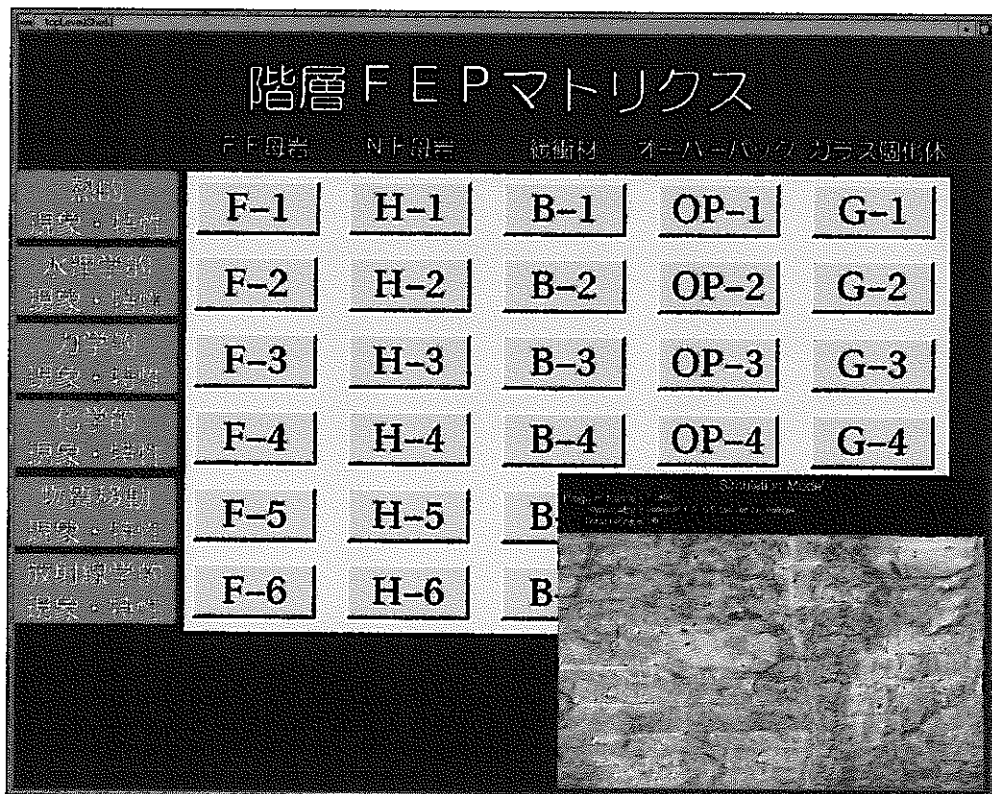 TopLevelShell
階層FEPマトリクス
FF母岩 NF母岩 緩衝材 オーバーパック ガラス固化体
熱的
現象・特性
F-1 H-1 B-1 OP-1 G-1
水理学的
現象・特性
F-2 H-2 B-2 OP-2 G-2
力学的
現象・特性
F-3 H-3 B-3 OP-3 G-3
化学的
現象・特性
F-4 H-4 B-4 OP-4 G-4
物質移動
現象・特性
F-5 H-5 B-
放射線学的
現象・特性
F-6 H-6 B-